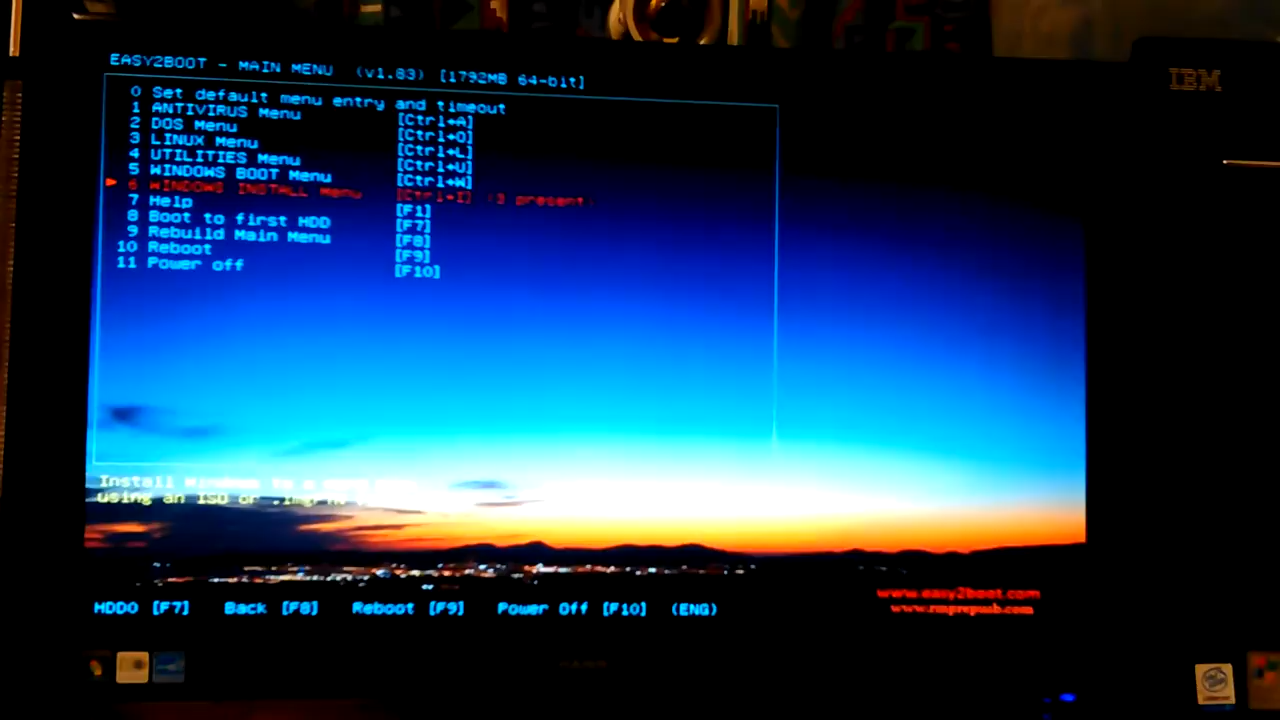 EASY2BOOT - MAIN MENU (v1.83) [1792MB 64-bit]
IBM
0 Set default menu entry and timeout
1 ANTIVIRUS Menu [Ctrl+A]
2 DOS Menu [Ctrl+O]
3 LINUX Menu [Ctrl+L]
4 UTILITIES Menu [Ctrl+U]
5 WINDOWS BOOT Menu [Ctrl+W]
6 WINDOWS INSTALL Menu [Ctrl+I] (3 present)
7 Help [F1]
8 Boot to first HDD [F7]
9 Rebuild Main Menu [F8]
10 Reboot [F9]
11 Power off [F10]
Install Windows to a
using an ISO or
HDD0 [F7] Back [F8] Reboot [F9] Power Off [F10] (ENG)
www.easy2boot.com
www.rmprepusb.com